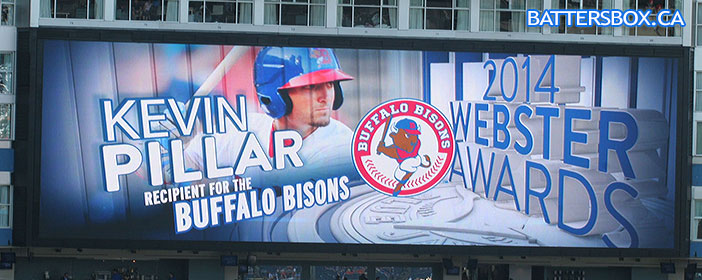 BATTERSBOX.CA
KEVIN
PILLAR
RECIPIENT FOR THE
BUFFALO BISONS
BUFFALO BISONS
2014
WEBSTER
AWARDS